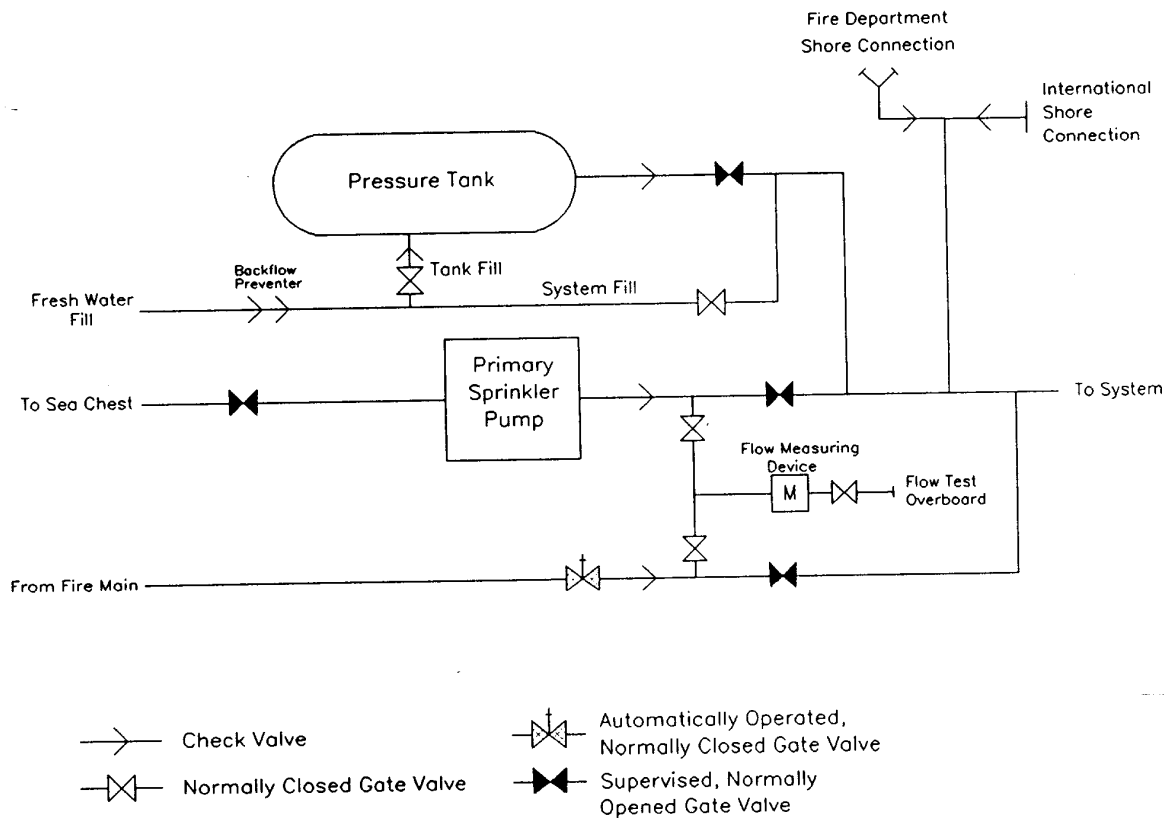 Fire Department
Shore Connection
International
Shore
Connection
Pressure Tank
Backflow
Preventer
Tank Fill
System Fill
Fresh Water
Fill
Primary
Sprinkler
Pump
To Sea Chest
To System
Flow Measuring
Device
M
Flow Test
Overboard
From Fire Main
Check Valve
Normally Closed Gate Valve
Automatically Operated,
Normally Closed Gate Valve
Supervised, Normally
Opened Gate Valve